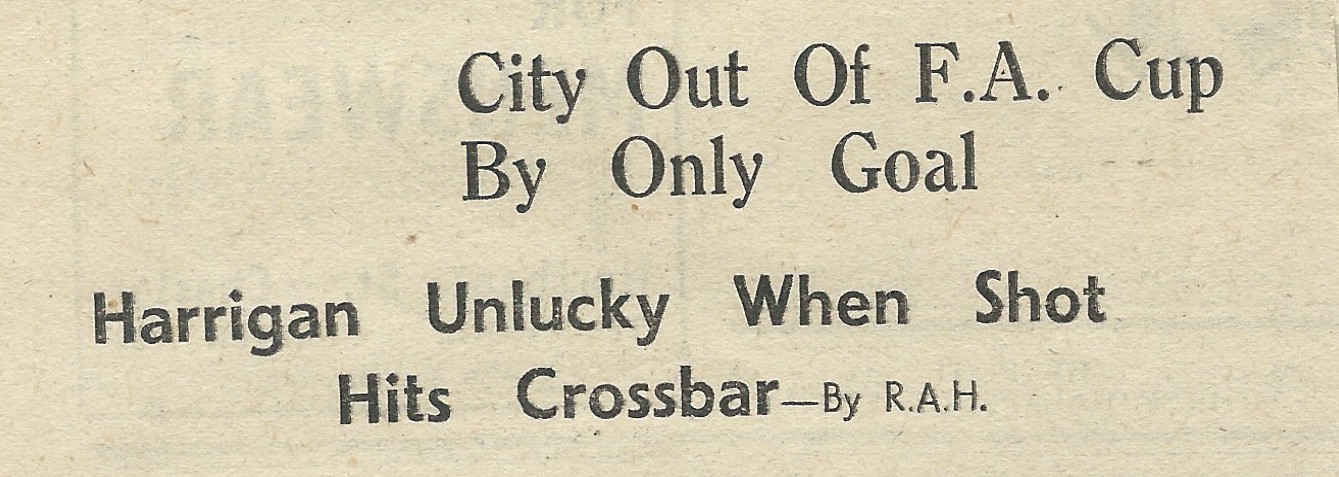 City Out Of F.A. Cup
By Only Goal
Harrigan Unlucky When Shot
Hits Crossbar—By R.A.H.